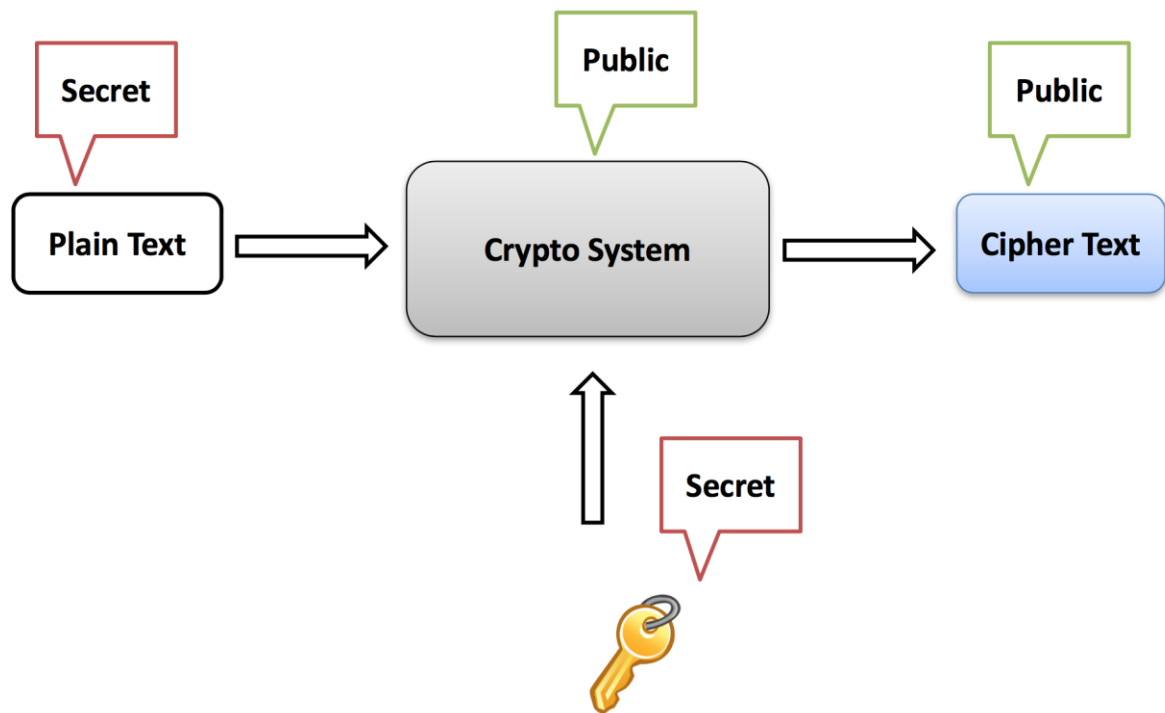 Public
Secret
Public
Plain Text
Crypto System
Cipher Text
Secret